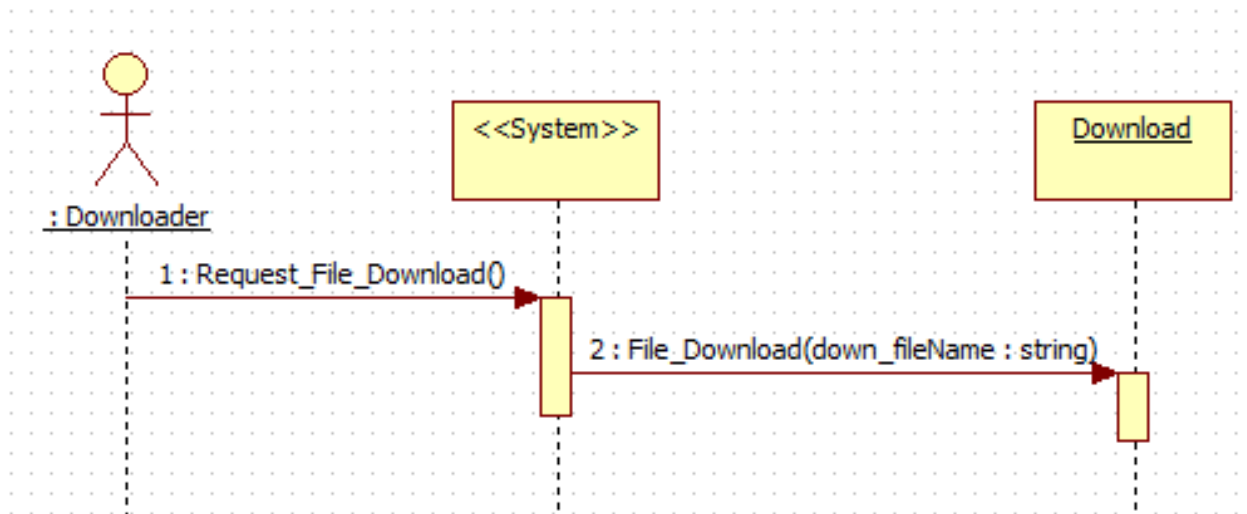 <<System>>
Download
: Downloader
1 : Request_File_Download()
2 : File_Download(down_fileName : string)